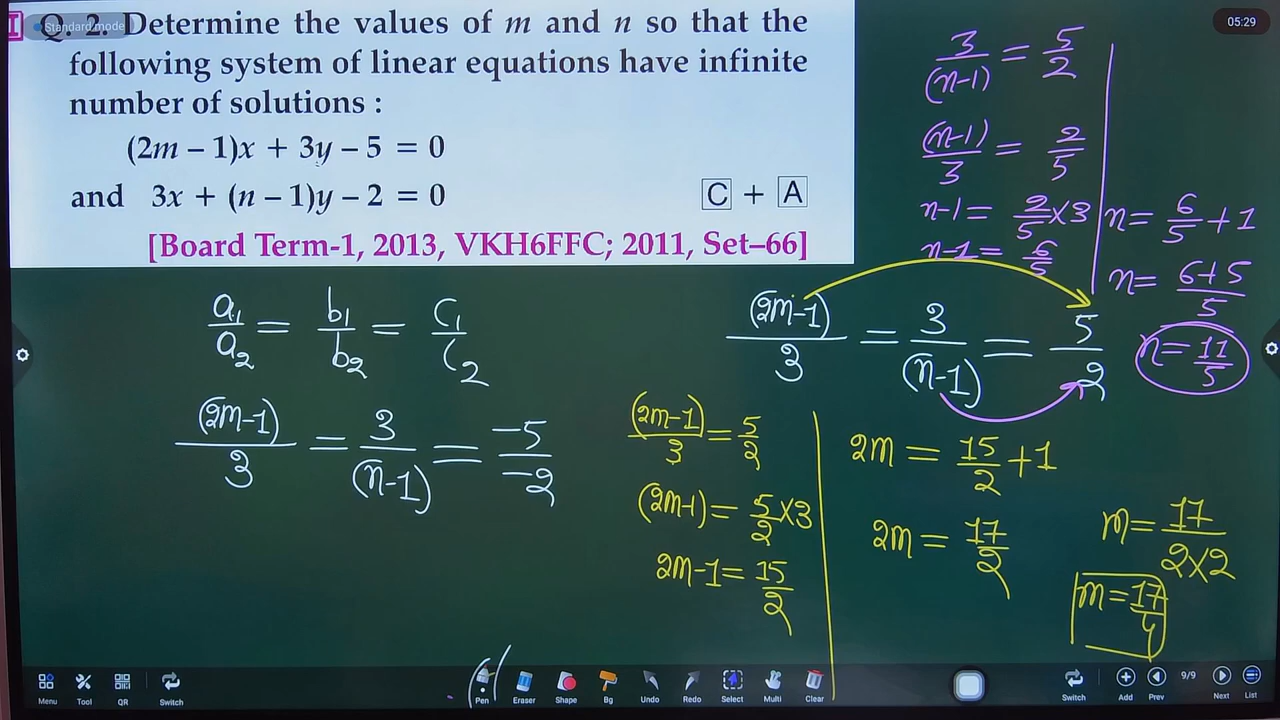 Standard mode
05:29
Q. 2. Determine the values of m and n so that the
following system of linear equations have infinite
number of solutions :
(2m – 1)x + 3y – 5 = 0
and 3x + (n – 1)y – 2 = 0
C + A
[Board Term-1, 2013, VKH6FFC; 2011, Set–66]
a₁/a₂ = b₁/b₂ = c₁/c₂
(2m-1)/3 = 3/(n-1) = -5/-2
(2m-1)/3 = 3/(n-1) = 5/2
(2m-1)/3 = 5/2
(2m-1) = 5/2 × 3
2m-1 = 15/2
2m = 15/2 + 1
2m = 17/2
m = 17/2×2
m = 17/4
3/(n-1) = 5/2
(n-1)/3 = 2/5
n-1 = 2/5 × 3
n-1 = 6/5
n = 6/5 + 1
n = 6+5/5
n = 11/5
Menu Tool QR Switch Pen Eraser Shape Bg Undo Redo Select Multi Clear Switch Add Prev 9/9 Next List